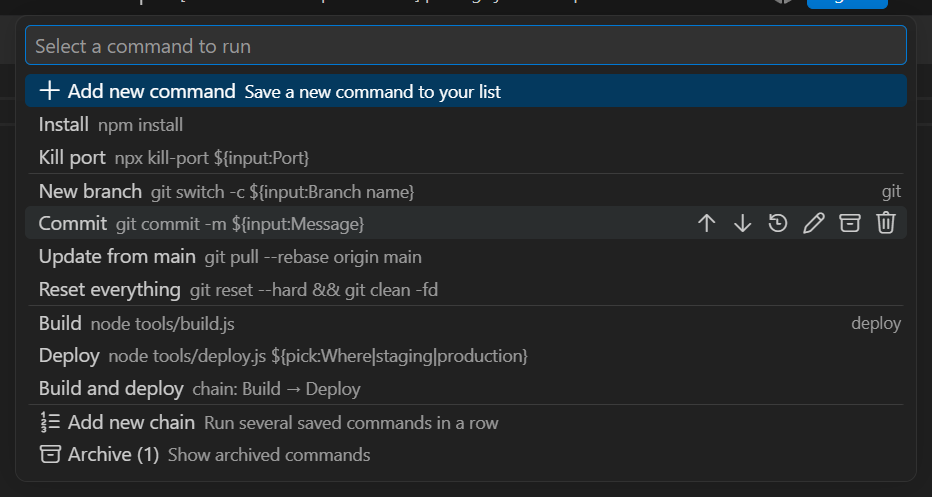 Select a command to run
Add new command Save a new command to your list
Install npm install
Kill port npx kill-port ${input:Port}
New branch git switch -c ${input:Branch name} git
Commit git commit -m ${input:Message}
Update from main git pull --rebase origin main
Reset everything git reset --hard && git clean -fd
Build node tools/build.js deploy
Deploy node tools/deploy.js ${pick:Where|staging|production}
Build and deploy chain: Build → Deploy
Add new chain Run several saved commands in a row
Archive (1) Show archived commands